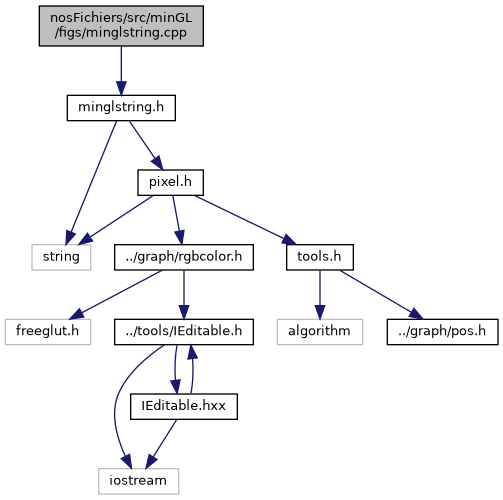 nosFichiers/src/minGL
/figs/minglstring.cpp
minglstring.h
pixel.h
string
../graph/rgbcolor.h
tools.h
freeglut.h
../tools/IEditable.h
algorithm
../graph/pos.h
IEditable.hxx
iostream